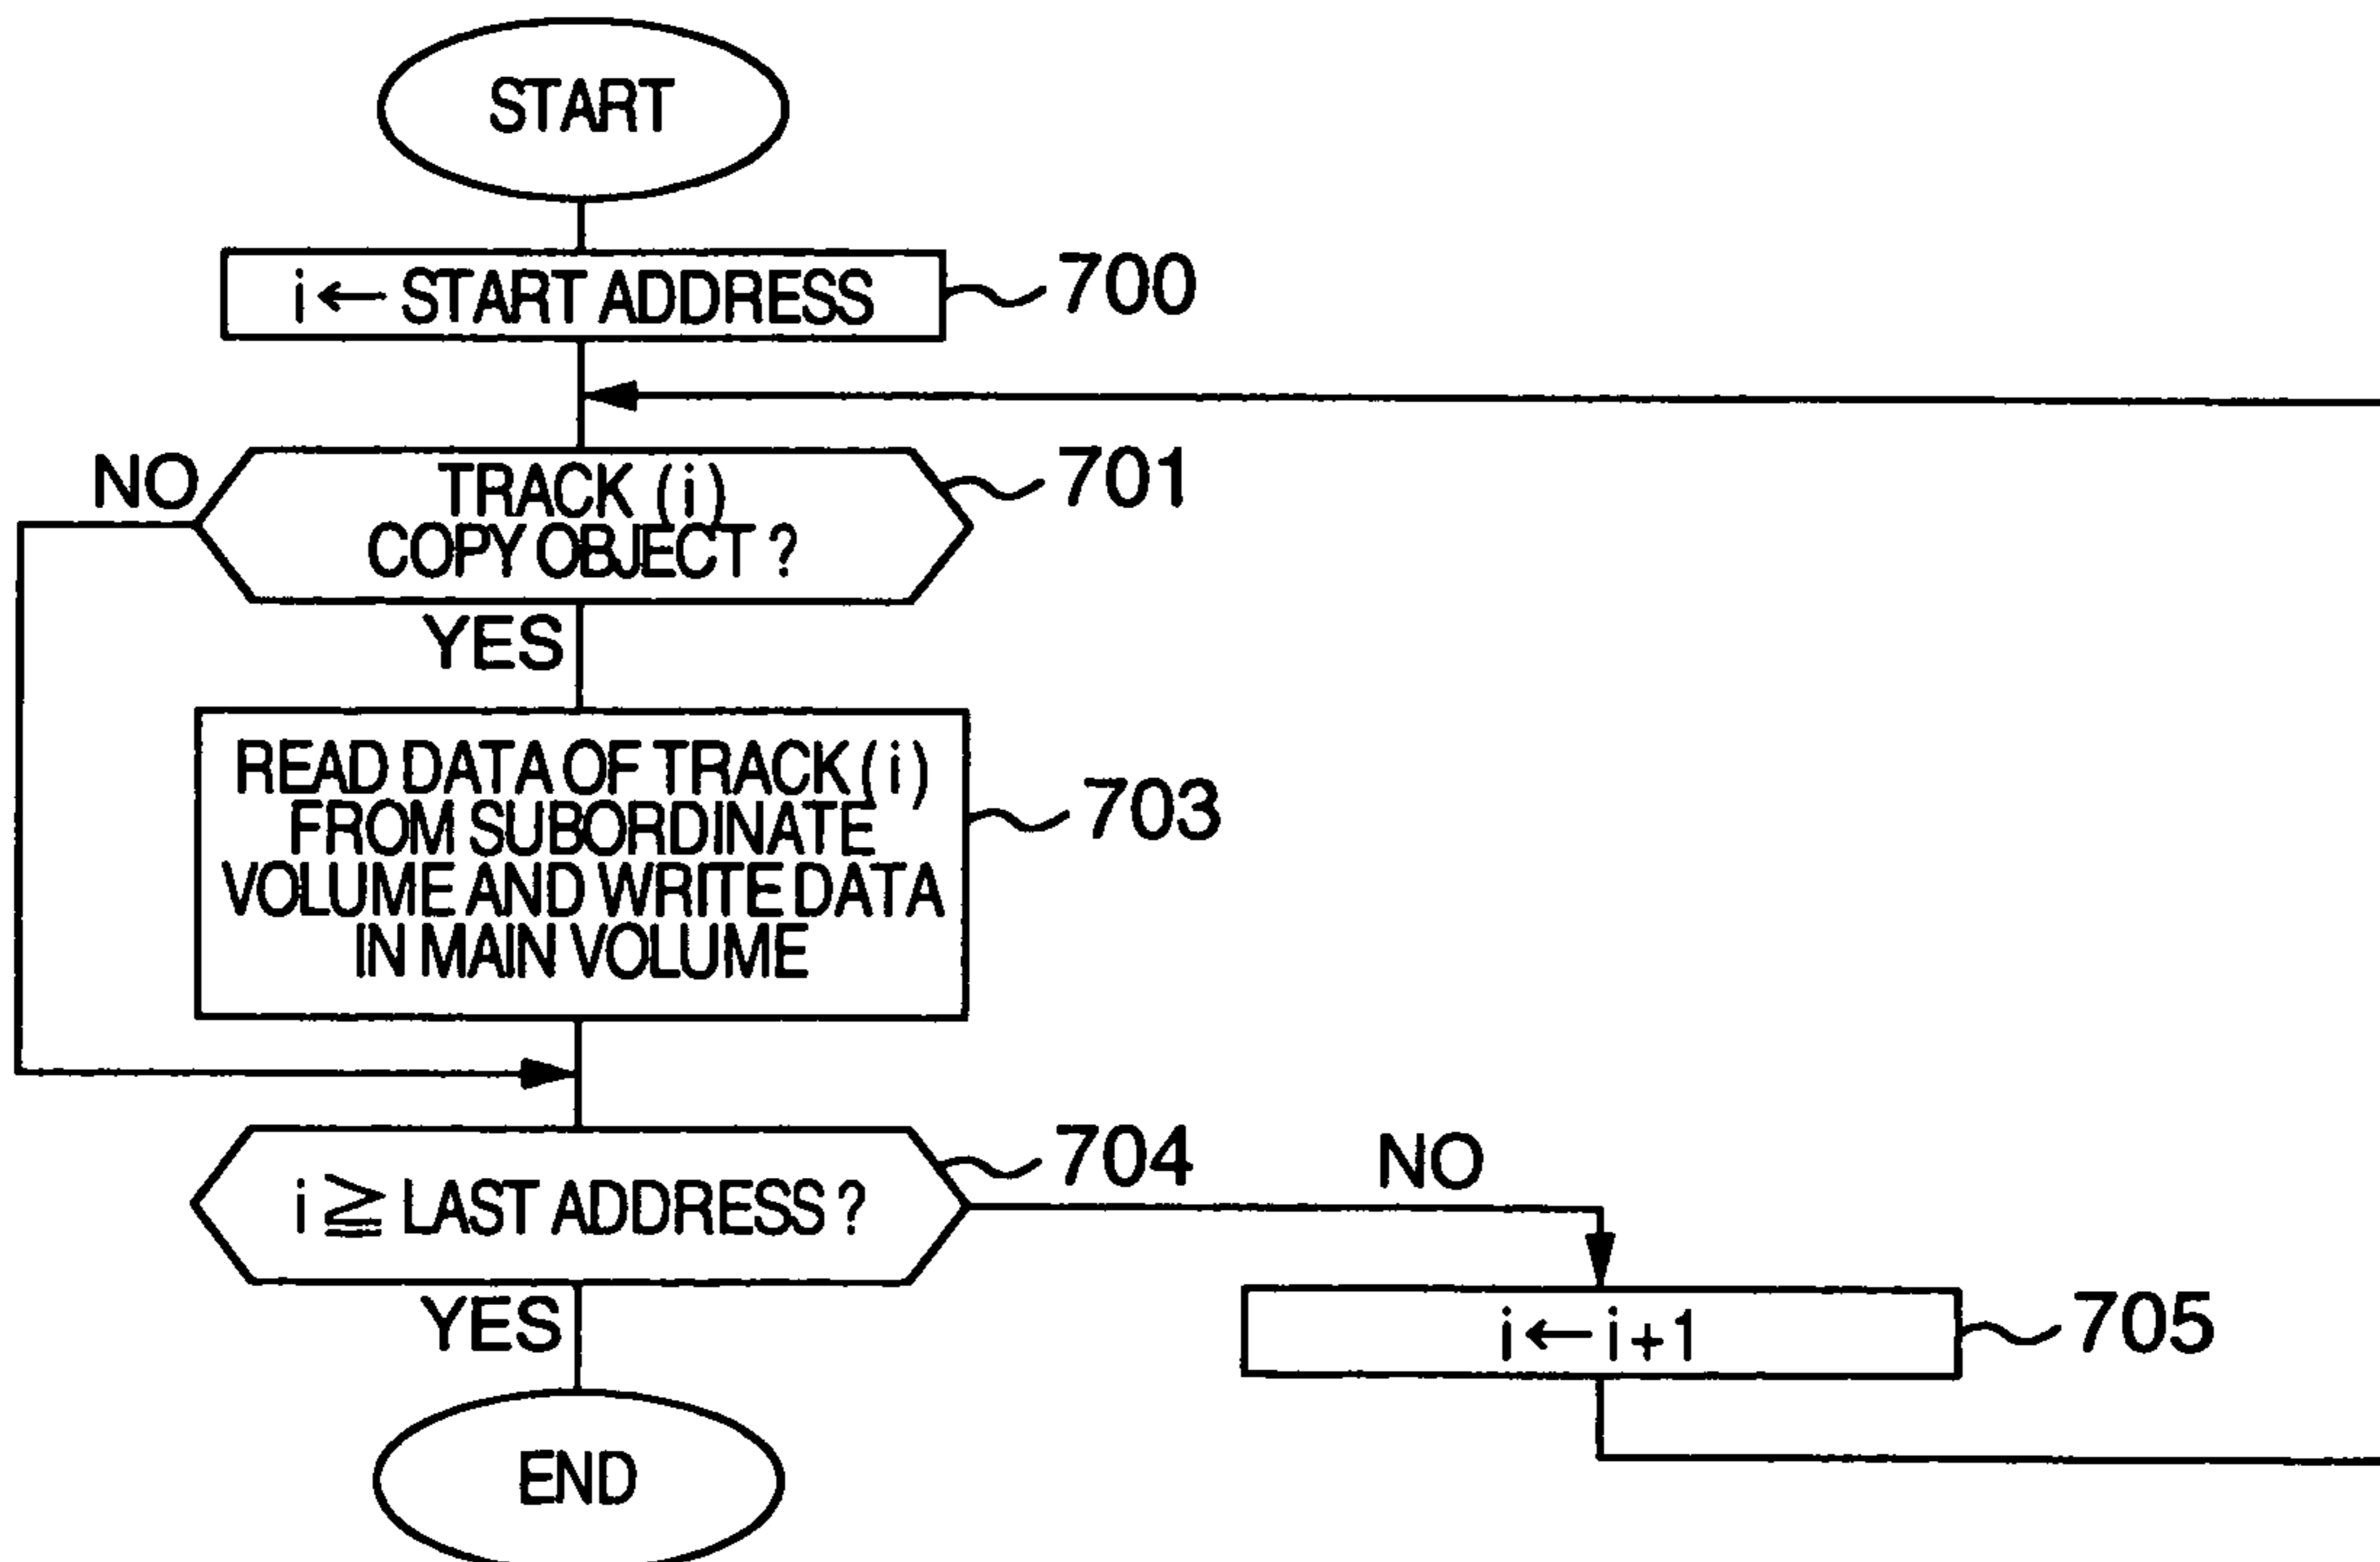 START
i ← START ADDRESS
700
NO
TRACK (i)
COPY OBJECT ?
701
YES
READ DATA OF TRACK (i)
FROM SUBORDINATE
VOLUME AND WRITE DATA
IN MAIN VOLUME
703
i ≧ LAST ADDRESS ?
704
NO
YES
i ← i +1
705
END